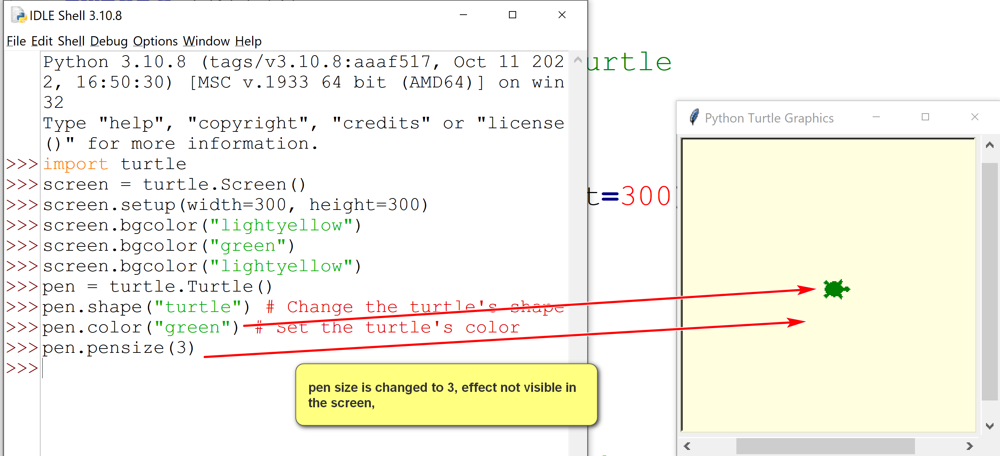 IDLE Shell 3.10.8
File Edit Shell Debug Options Window Help
Python 3.10.8 (tags/v3.10.8:aaaf517, Oct 11 202
2, 16:50:30) [MSC v.1933 64 bit (AMD64)] on win
32
Type "help", "copyright", "credits" or "license
()" for more information.
>>> import turtle
>>> screen = turtle.Screen()
>>> screen.setup(width=300, height=300)
>>> screen.bgcolor("lightyellow")
>>> screen.bgcolor("green")
>>> screen.bgcolor("lightyellow")
>>> pen = turtle.Turtle()
>>> pen.shape("turtle") # Change the turtle's shape
>>> pen.color("green") # Set the turtle's color
>>> pen.pensize(3)
>>>
pen size is changed to 3, effect not visible in
the screen,
urtle
t=300
Python Turtle Graphics